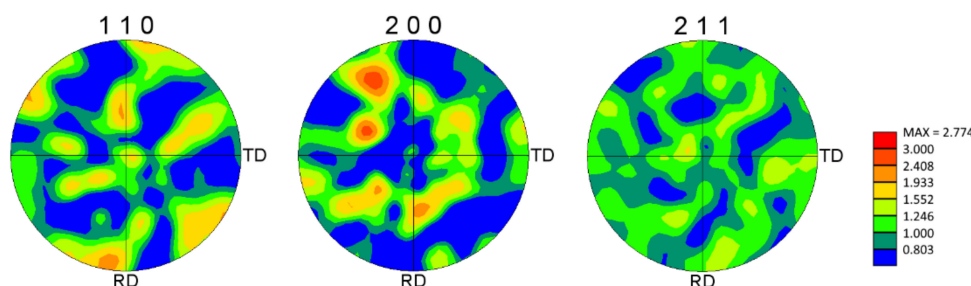 1 1 0
2 0 0
2 1 1
TD
TD
TD
RD
RD
RD
MAX = 2.774
3.000
2.408
1.933
1.552
1.246
1.000
0.803